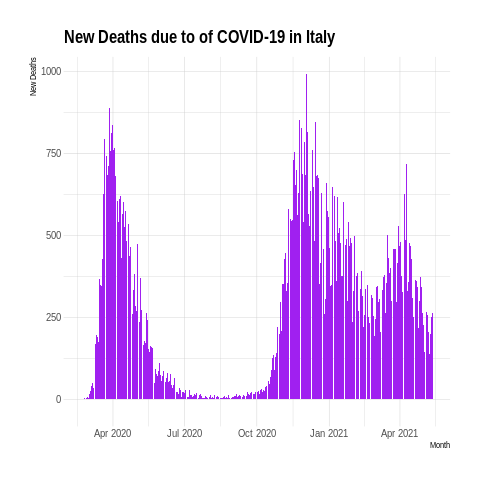 New Deaths due to of COVID-19 in Italy
New Deaths
1000
750
500
250
0
Apr 2020 Jul 2020 Oct 2020 Jan 2021 Apr 2021
Month